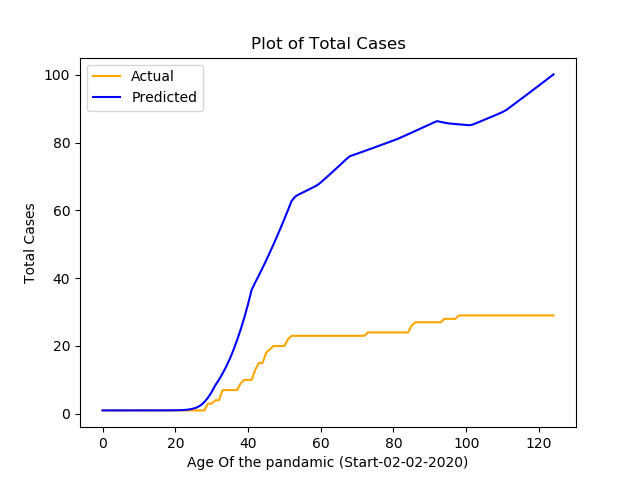 Plot of Total Cases
Actual
Predicted
100
80
60
40
20
0
Total Cases
0 20 40 60 80 100 120
Age Of the pandamic (Start-02-02-2020)